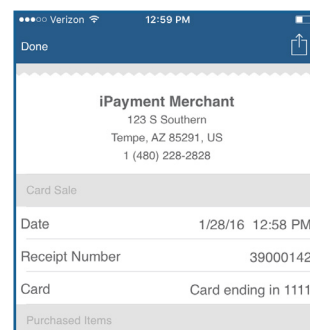 Verizon 12:59 PM
Done
iPayment Merchant
123 S Southern
Tempe, AZ 85291, US
1 (480) 228-2828
Card Sale
Date 1/28/16 12:58 PM
Receipt Number 39000142
Card Card ending in 1111
Purchased Items